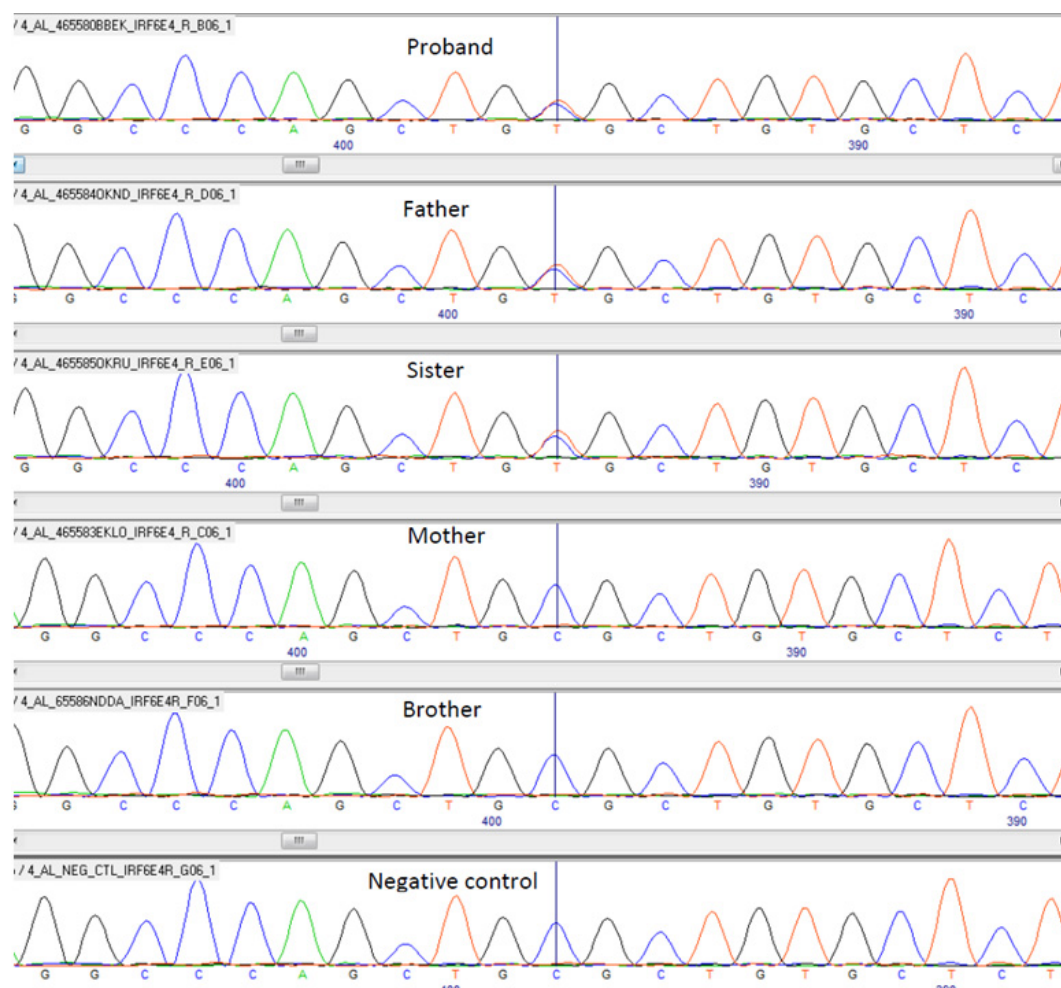 / 4_AL_465580BBEK_IRF6E4_R_B06_1
Proband
G G C C C A G C T G T G C T G T G C T C
400 390
/ 4_AL_465584OKND_IRF6E4_R_D06_1
Father
G C C C A G C T G T G C T G T G C T C
400 390
/ 4_AL_465585OKRU_IRF6E4_R_E06_1
Sister
G G C C C A G C T G T G C T G T G C T C
400 390
/ 4_AL_465583EKLO_IRF6E4_R_C06_1
Mother
G G C C C A G C T G C G C T G T G C T C T
400 390
/ 4_AL_65586NDDA_IRF6E4R_F06_1
Brother
G C C C A G C T G C G C T G T G C T C
400 390
/ 4_AL_NEG_CTL_IRF6E4R_G06_1
Negative control
G G C C C A G C T G C G C T G T G C T C T